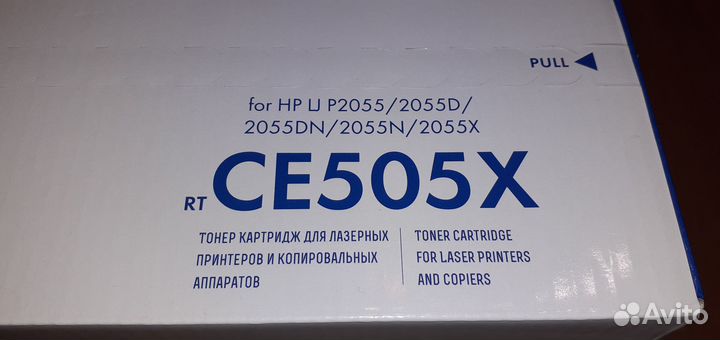 PULL
for HP LJ P2055/2055D/
2055DN/2055N/2055X
RT CE505X
ТОНЕР КАРТРИДЖ ДЛЯ ЛАЗЕРНЫХ
ПРИНТЕРОВ И КОПИРОВАЛЬНЫХ
АППАРАТОВ
TONER CARTRIDGE
FOR LASER PRINTERS
AND COPIERS
Avito